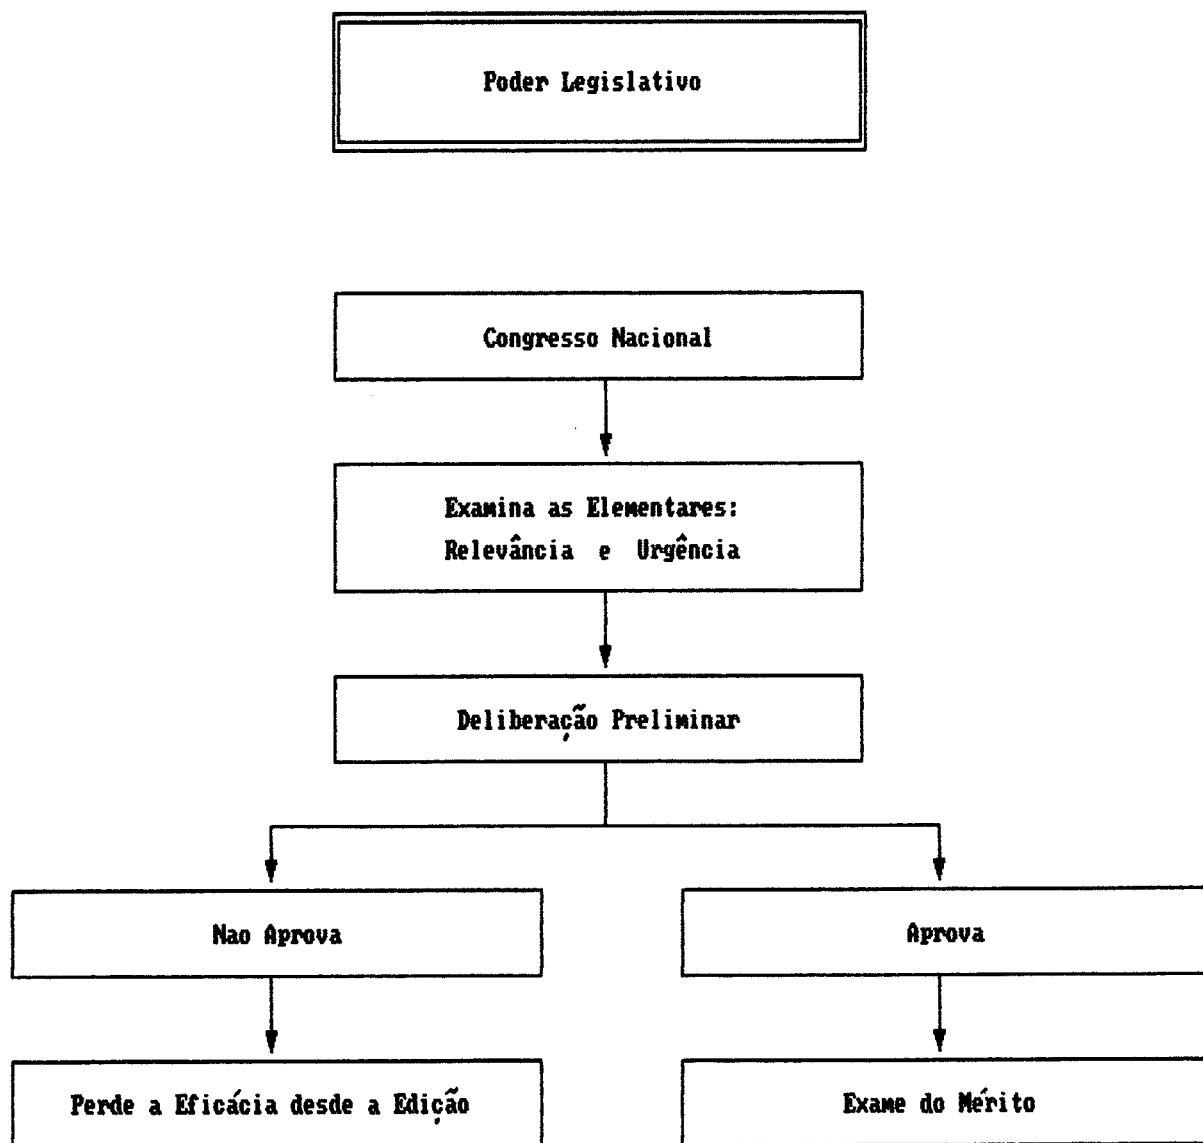 Poder Legislativo
Congresso Nacional
Examina as Elementares:
Relevância e Urgência
Deliberação Preliminar
Nao Aprova
Aprova
Perde a Eficácia desde a Edição
Exame do Mérito